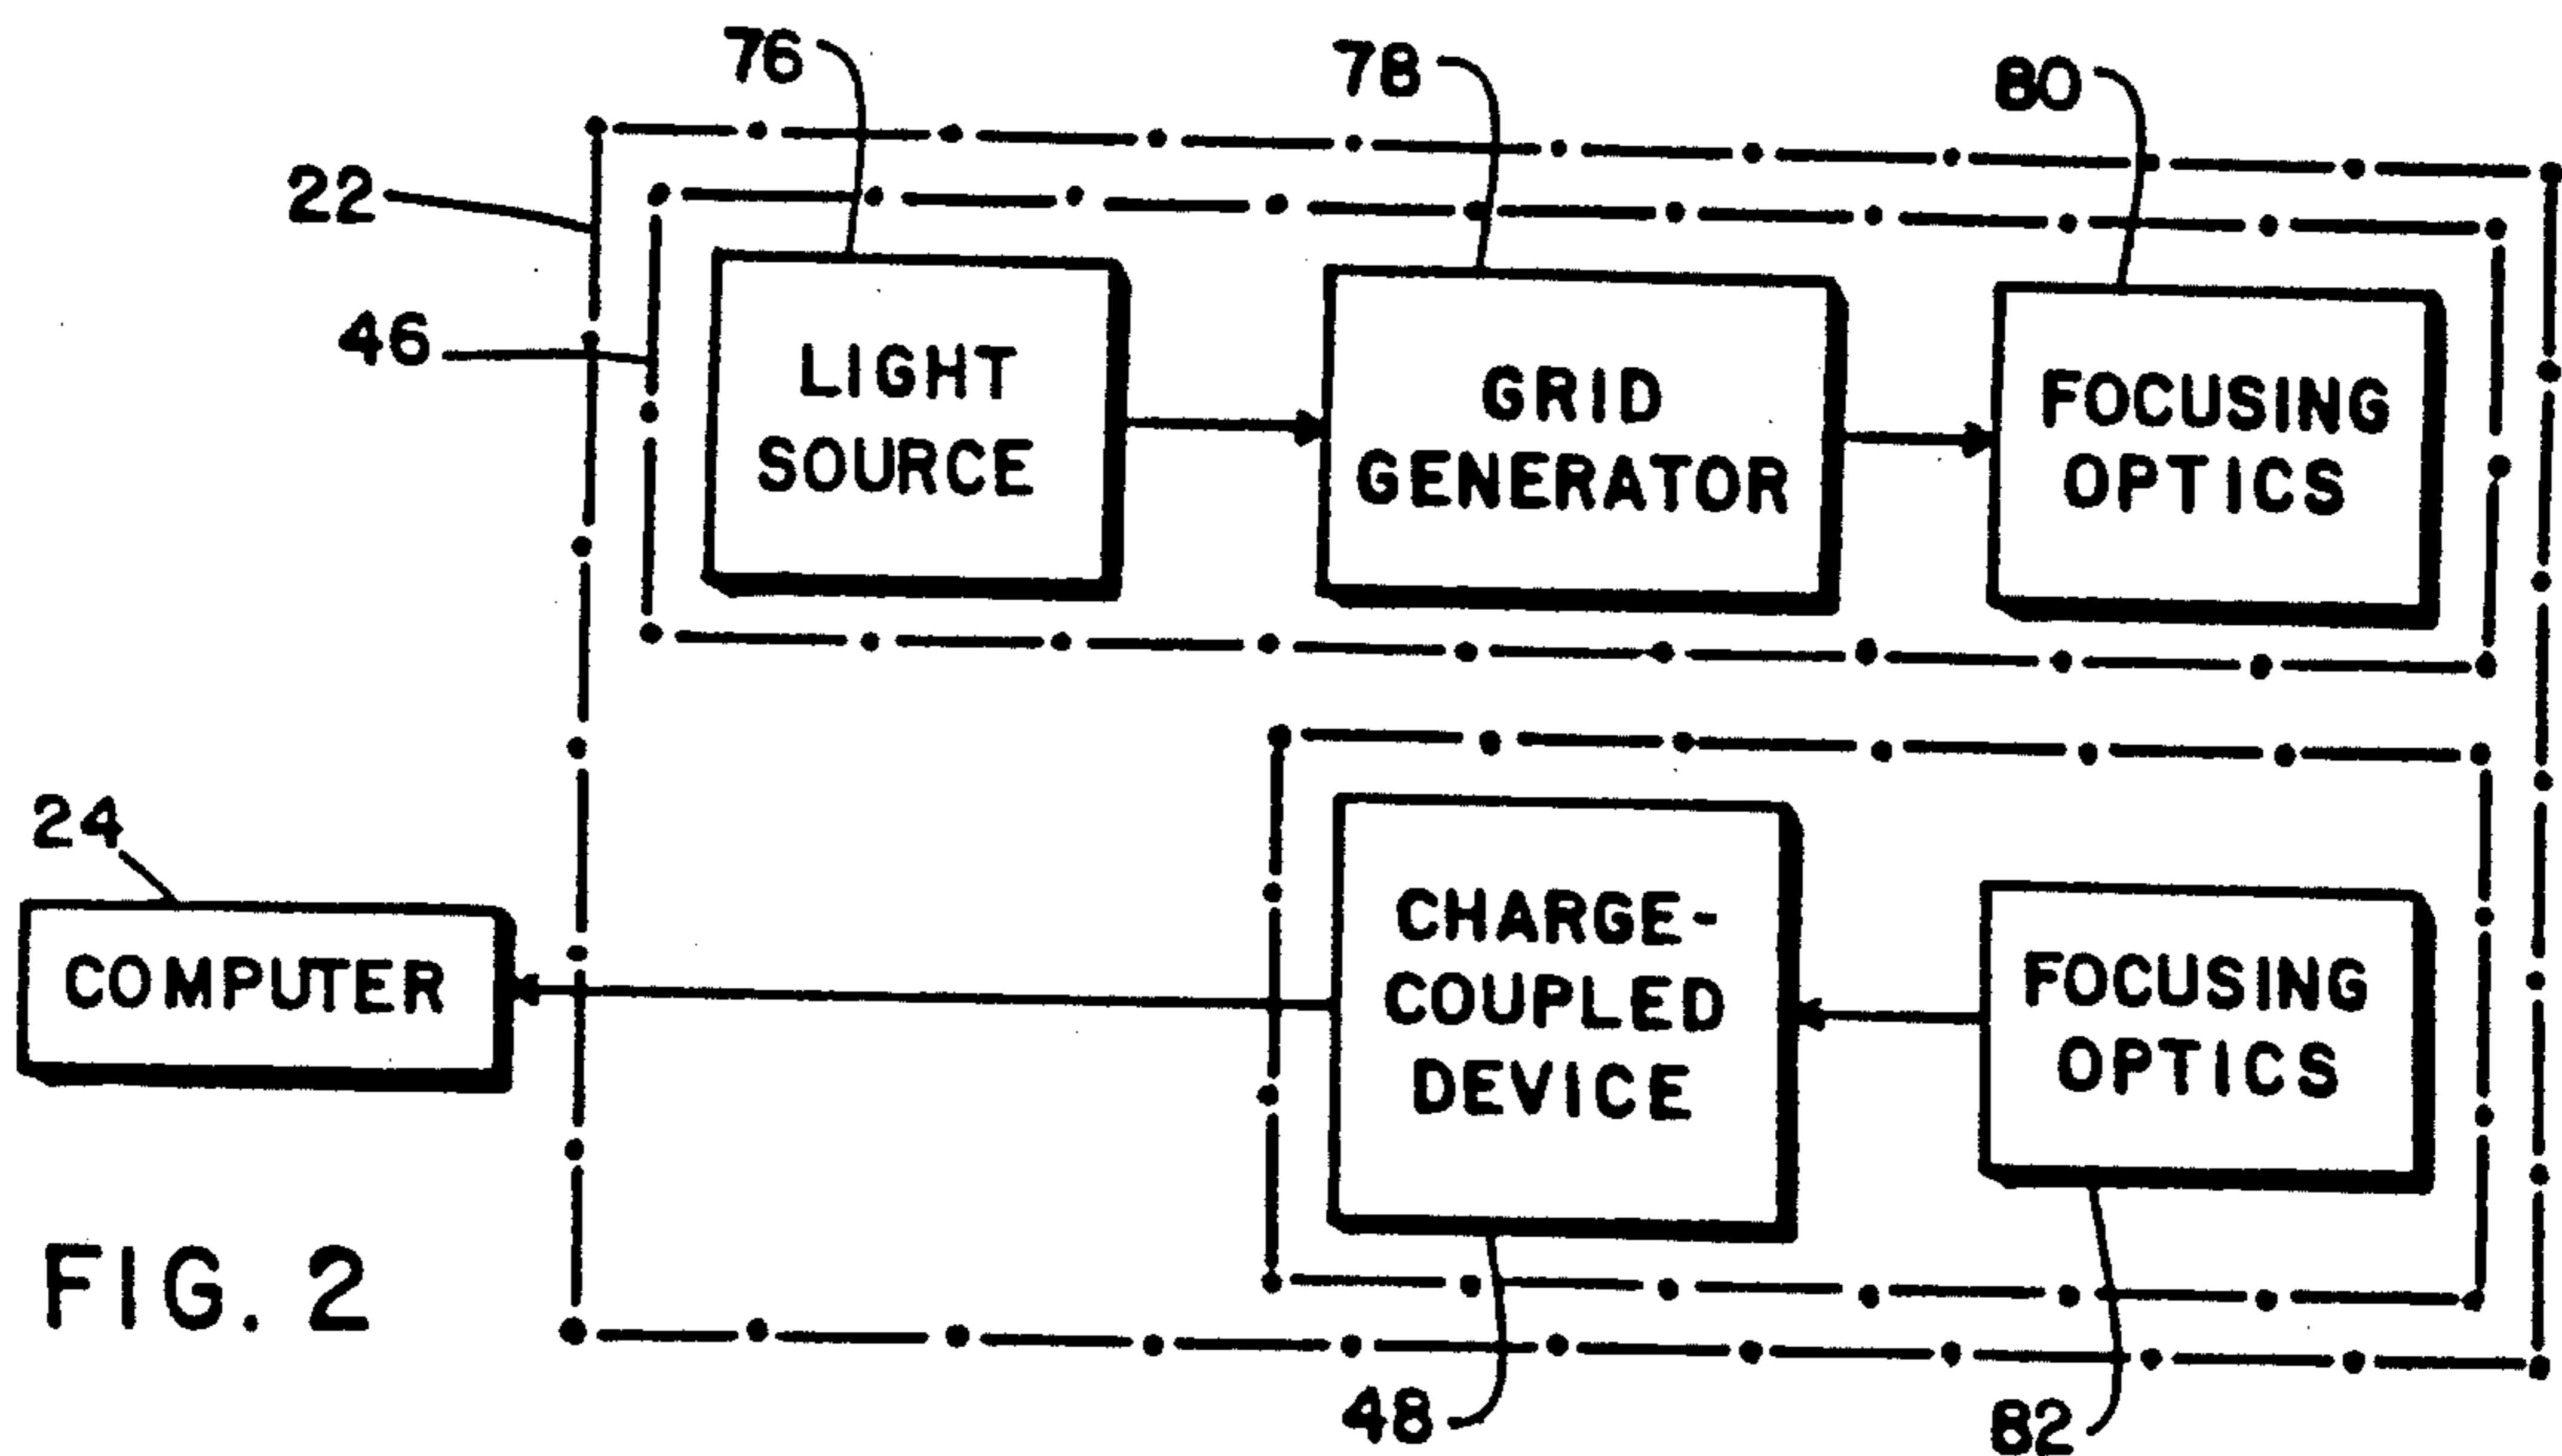 76
78
80
22
46
LIGHT
SOURCE
GRID
GENERATOR
FOCUSING
OPTICS
24
COMPUTER
CHARGE-
COUPLED
DEVICE
FOCUSING
OPTICS
FIG. 2
48
82